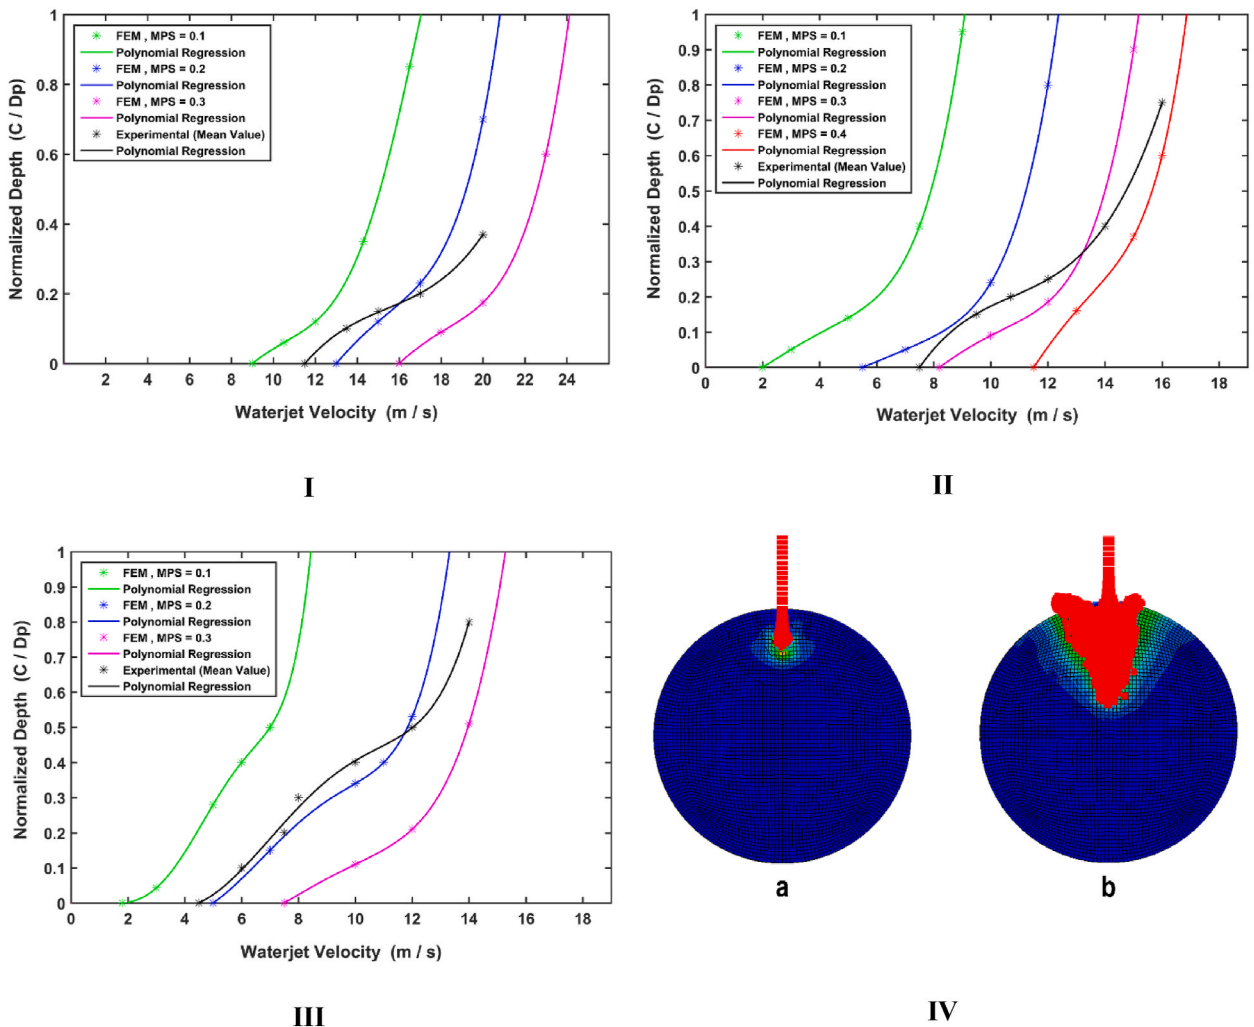 Normalized Depth (C / Dp)
1
0.8
0.6
0.4
0.2
0
FEM , MPS = 0.1
Polynomial Regression
FEM , MPS = 0.2
Polynomial Regression
FEM , MPS = 0.3
Polynomial Regression
Experimental (Mean Value)
Polynomial Regression
2 4 6 8 10 12 14 16 18 20 22 24
Waterjet Velocity (m / s)
I
Normalized Depth (C / Dp)
1
0.9
0.8
0.7
0.6
0.5
0.4
0.3
0.2
0.1
0
FEM , MPS = 0.1
Polynomial Regression
FEM , MPS = 0.2
Polynomial Regression
FEM , MPS = 0.3
Polynomial Regression
FEM , MPS = 0.4
Polynomial Regression
Experimental (Mean Value)
Polynomial Regression
0 2 4 6 8 10 12 14 16 18
Waterjet Velocity (m / s)
II
Normalized Depth (C / Dp)
1
0.9
0.8
0.7
0.6
0.5
0.4
0.3
0.2
0.1
0
FEM , MPS = 0.1
Polynomial Regression
FEM , MPS = 0.2
Polynomial Regression
FEM , MPS = 0.3
Polynomial Regression
Experimental (Mean Value)
Polynomial Regression
0 2 4 6 8 10 12 14 16 18
Waterjet Velocity (m / s)
III
a
b
IV